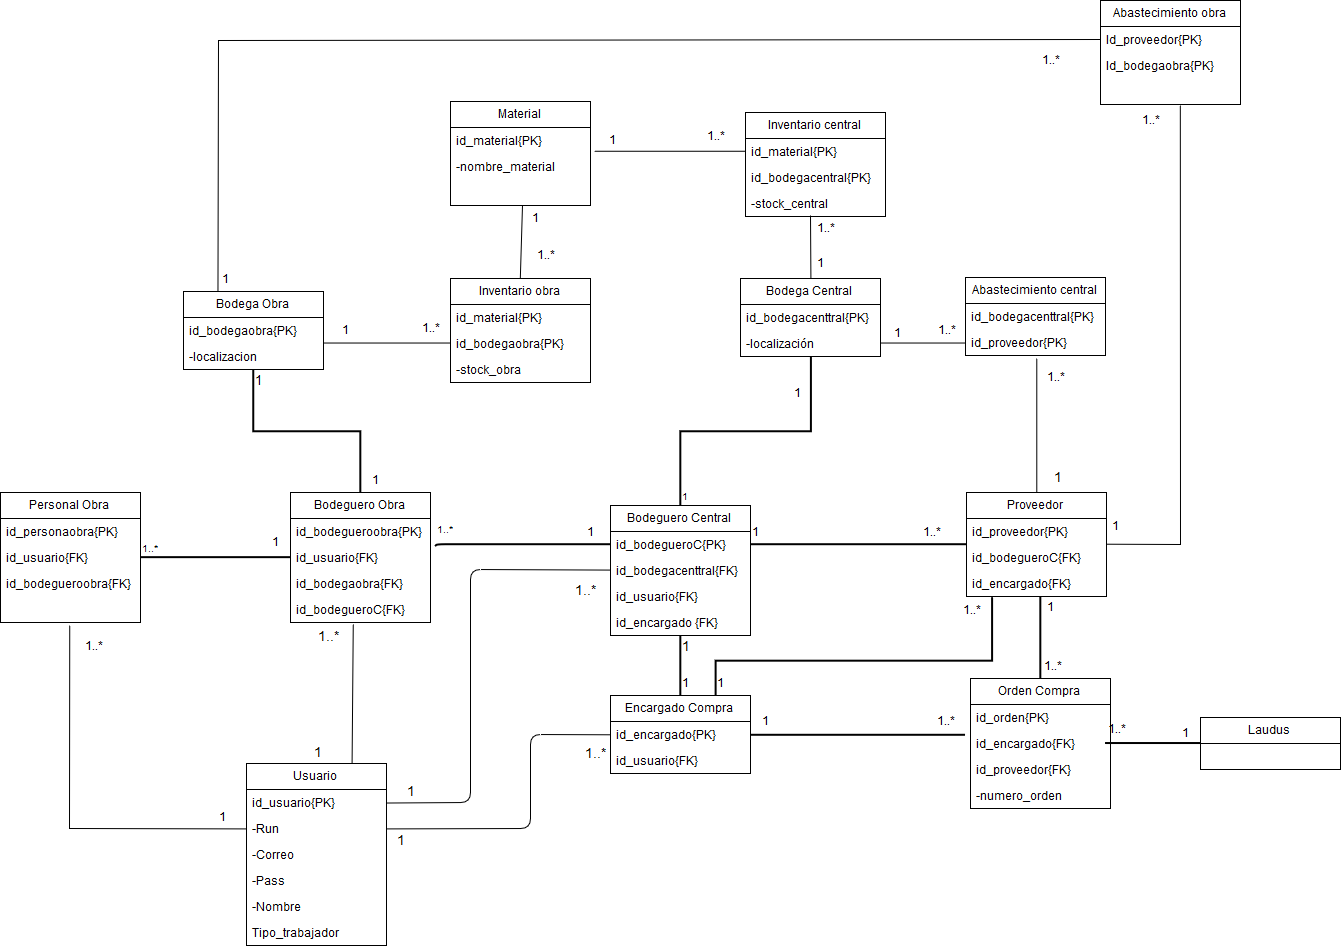 Abastecimiento obra
Id_proveedor{PK}
Id_bodegaobra{PK}
1..*
1..*
Material
id_material{PK}
-nombre_material
1
1..*
Inventario central
id_material{PK}
id_bodegacentral{PK}
-stock_central
1
1..*
1..*
1
1
Bodega Obra
id_bodegaobra{PK}
-localizacion
1
1..*
Inventario obra
id_material{PK}
id_bodegaobra{PK}
-stock_obra
Bodega Central
id_bodegacenttral{PK}
-localización
1
1..*
Abastecimiento central
id_bodegacenttral{PK}
id_proveedor{PK}
1
1
1..*
1
1
1
Personal Obra
id_personaobra{PK}
id_usuario{FK}
id_bodegueroobra{FK}
1..*
1
Bodeguero Obra
id_bodegueroobra{PK}
id_usuario{FK}
id_bodegaobra{FK}
id_bodegueroC{FK}
1..*
1
Bodeguero Central
id_bodegueroC{PK}
id_bodegacenttral{FK}
id_usuario{FK}
id_encargado {FK}
1
1..*
Proveedor
id_proveedor{PK}
id_bodegueroC{FK}
id_encargado{FK}
1
1..*
1..*
1..*
1
1
1
1..*
1
1..*
Encargado Compra
id_encargado{PK}
id_usuario{FK}
1
1..*
1..*
Orden Compra
id_orden{PK}
id_encargado{FK}
id_proveedor{FK}
-numero_orden
1..*
1
Laudus
1
1
1
1
Usuario
id_usuario{PK}
-Run
-Correo
-Pass
-Nombre
Tipo_trabajador